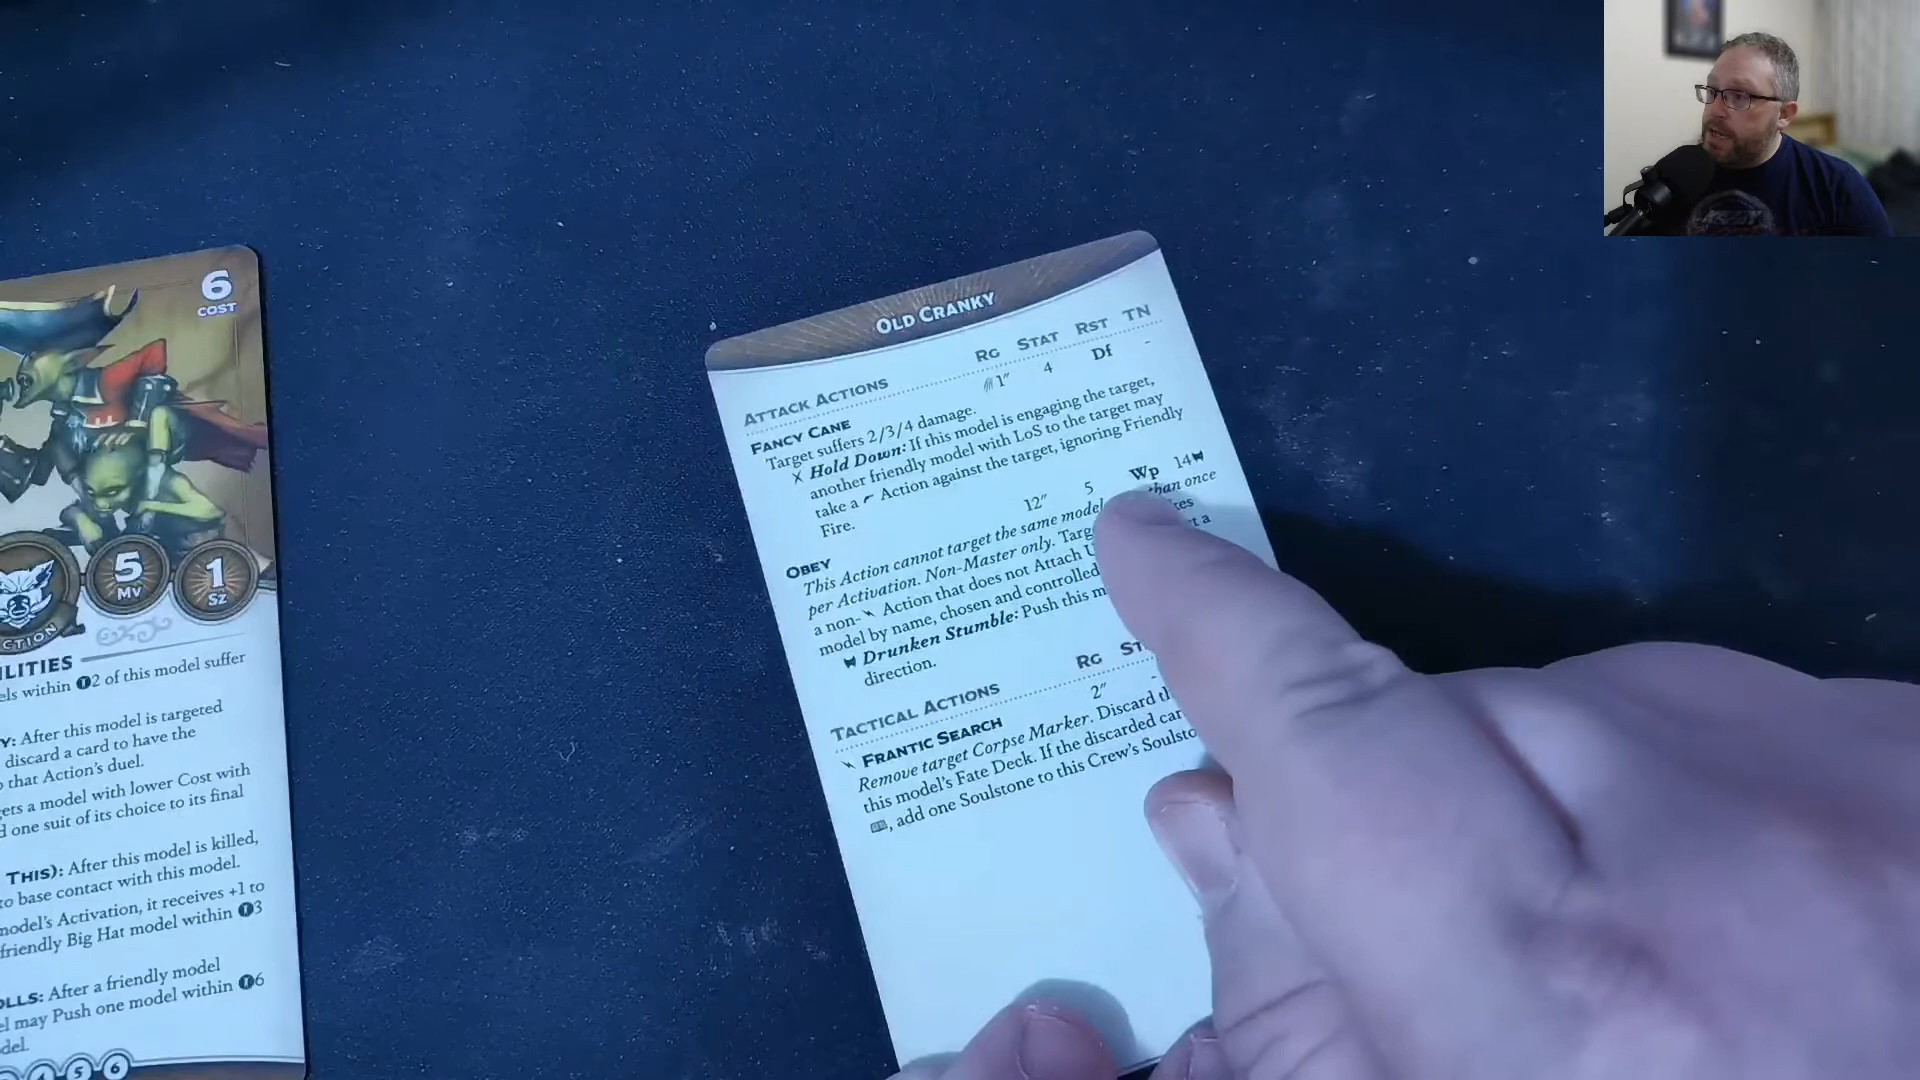 6
COST
5
MV
1
SZ
CTION
ILITIES
els within 2 of this model suffer
Y: After this model is targeted
discard a card to have the
o that Action's duel.
gets a model with lower Cost with
d one suit of its choice to its final
THIS): After this model is killed,
to base contact with this model.
model's Activation, it receives +1 to
friendly Big Hat model within 3
OLLS: After a friendly model
el may Push one model within 6
del.
4 5 6
OLD CRANKY
ATTACK ACTIONS RG STAT RST TN
FANCY CANE 1" 4 Df -
Target suffers 2/3/4 damage.
Hold Down: If this model is engaging the target,
another friendly model with LoS to the target may
take a Action against the target, ignoring Friendly
Fire.
OBEY 12" 5 Wp 14
This Action cannot target the same model than once
per Activation. Non-Master only.
a non- Action that does not Attach
model by name, chosen and controlled
Drunken Stumble: Push this
direction.
TACTICAL ACTIONS RG
FRANTIC SEARCH 2" -
Remove target Corpse Marker. Discard
this model's Fate Deck. If the discarded
, add one Soulstone to this Crew's